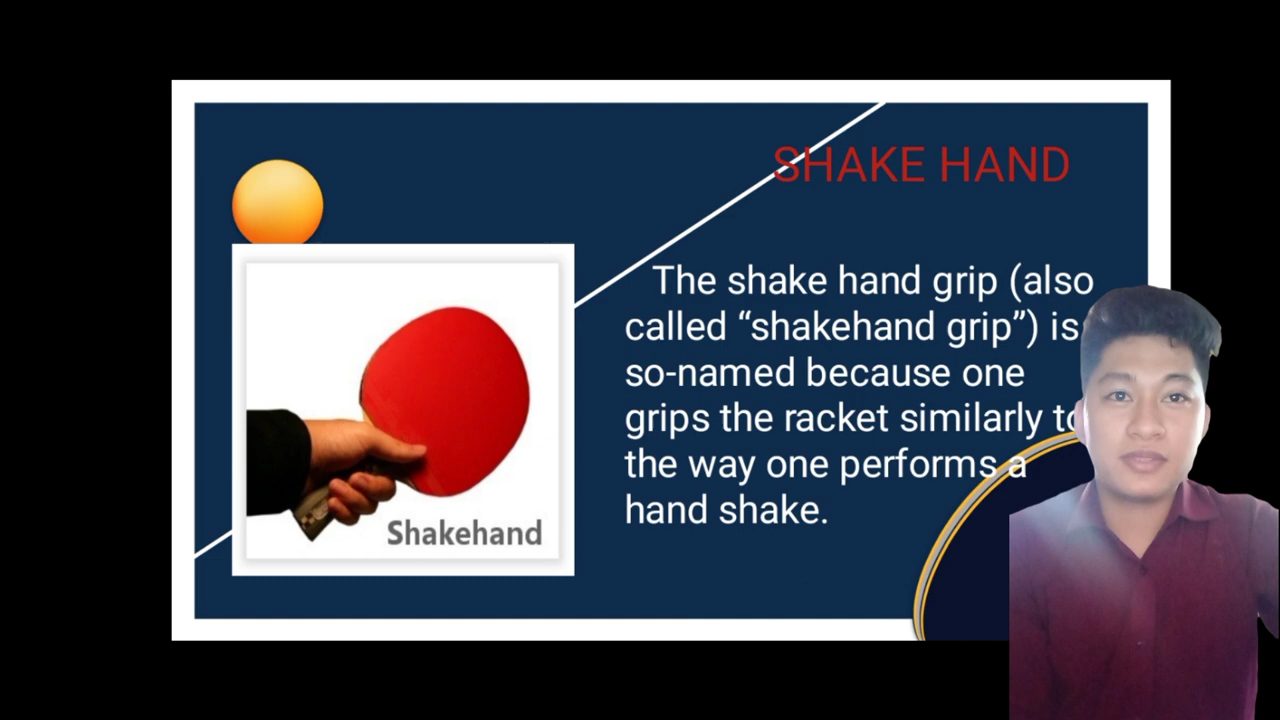 SHAKE HAND
The shake hand grip (also
called “shakehand grip”) is
so-named because one
grips the racket similarly to
the way one performs a
hand shake.
Shakehand